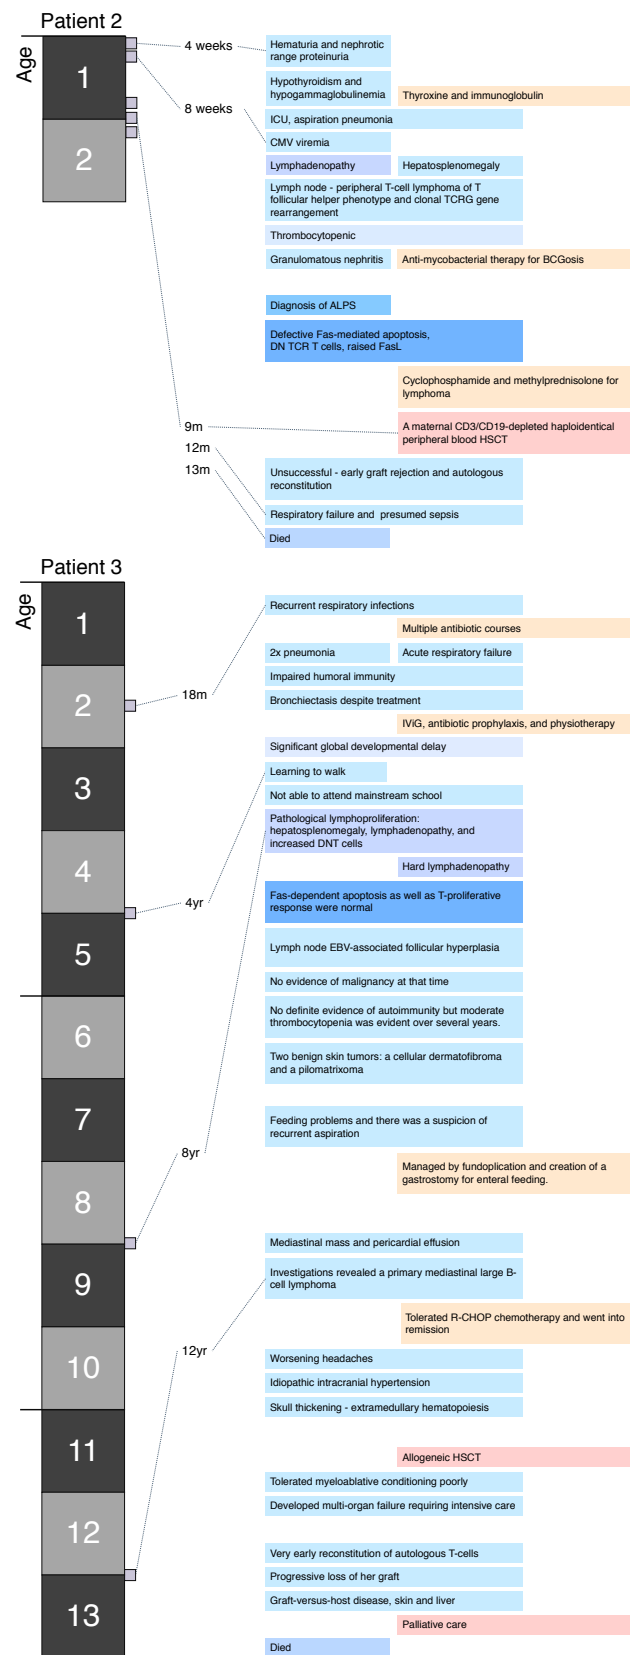 Patient 2
Age
1
2
4 weeks
Hematuria and nephrotic
range proteinuria
Hypothyroidism and
hypogammaglobulinemia
Thyroxine and immunoglobulin
8 weeks
ICU, aspiration pneumonia
CMV viremia
Lymphadenopathy
Hepatosplenomegaly
Lymph node - peripheral T-cell lymphoma of T
follicular helper phenotype and clonal TCRG gene
rearrangement
Thrombocytopenic
Granulomatous nephritis
Anti-mycobacterial therapy for BCGosis
Diagnosis of ALPS
Defective Fas-mediated apoptosis,
DN TCR T cells, raised FasL
Cyclophosphamide and methylprednisolone for
lymphoma
9m
A maternal CD3/CD19-depleted haploidentical
peripheral blood HSCT
12m
13m
Unsuccessful - early graft rejection and autologous
reconstitution
Respiratory failure and presumed sepsis
Died
Patient 3
Age
1
2
3
4
5
6
7
8
9
10
11
12
13
Recurrent respiratory infections
Multiple antibiotic courses
2x pneumonia
Acute respiratory failure
Impaired humoral immunity
18m
Bronchiectasis despite treatment
IViG, antibiotic prophylaxis, and physiotherapy
Significant global developmental delay
Learning to walk
Not able to attend mainstream school
Pathological lymphoproliferation:
hepatosplenomegaly, lymphadenopathy, and
increased DNT cells
Hard lymphadenopathy
4yr
Fas-dependent apoptosis as well as T-proliferative
response were normal
Lymph node EBV-associated follicular hyperplasia
No evidence of malignancy at that time
No definite evidence of autoimmunity but moderate
thrombocytopenia was evident over several years.
Two benign skin tumors: a cellular dermatofibroma
and a pilomatrixoma
Feeding problems and there was a suspicion of
recurrent aspiration
8yr
Managed by fundoplication and creation of a
gastrostomy for enteral feeding.
Mediastinal mass and pericardial effusion
Investigations revealed a primary mediastinal large B-
cell lymphoma
Tolerated R-CHOP chemotherapy and went into
remission
12yr
Worsening headaches
Idiopathic intracranial hypertension
Skull thickening - extramedullary hematopoiesis
Allogeneic HSCT
Tolerated myeloablative conditioning poorly
Developed multi-organ failure requiring intensive care
Very early reconstitution of autologous T-cells
Progressive loss of her graft
Graft-versus-host disease, skin and liver
Palliative care
Died